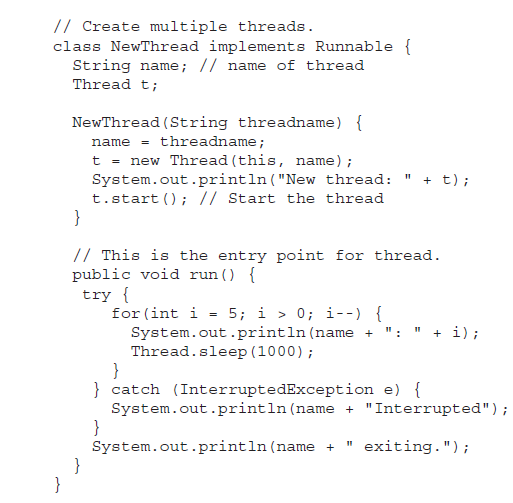 // Create multiple threads.
class NewThread implements Runnable {
  String name; // name of thread
  Thread t;

  NewThread(String threadname) {
    name = threadname;
    t = new Thread(this, name);
    System.out.println("New thread: " + t);
    t.start(); // Start the thread
  }

  // This is the entry point for thread.
  public void run() {
   try {
      for(int i = 5; i > 0; i--) {
        System.out.println(name + ": " + i);
        Thread.sleep(1000);
      }
    } catch (InterruptedException e) {
      System.out.println(name + "Interrupted");
    }
    System.out.println(name + " exiting.");
  }
}